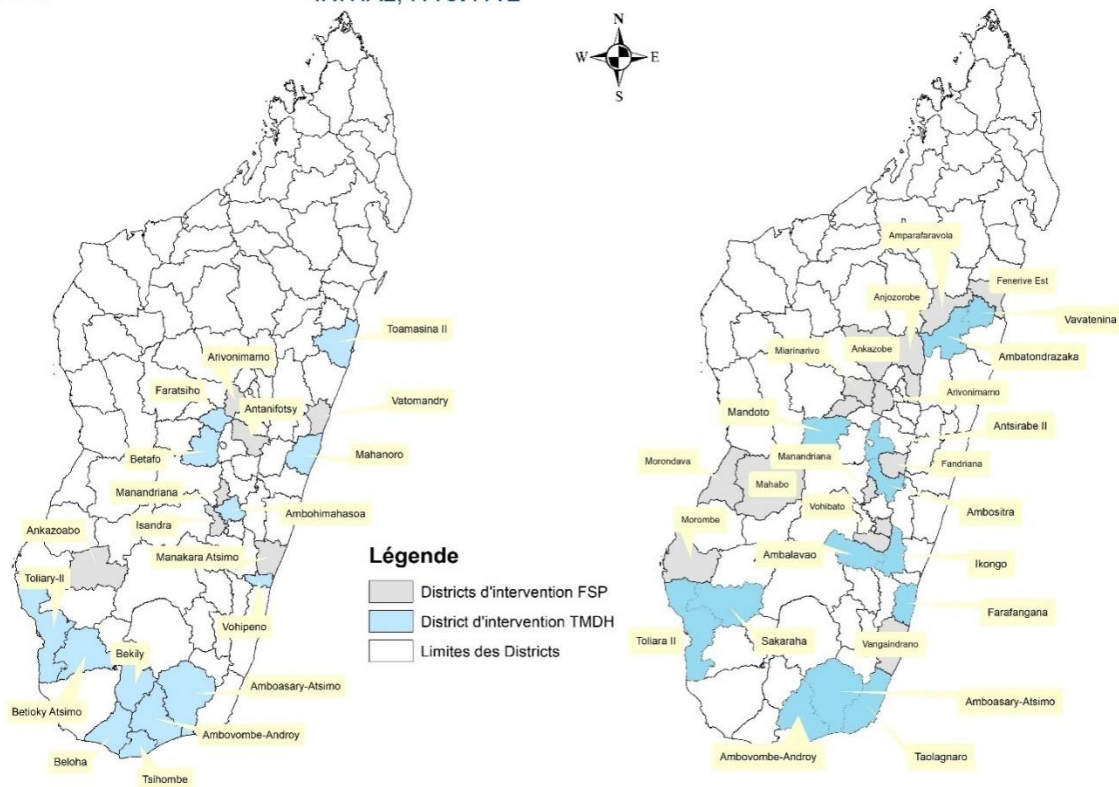 N
W E
S
Toamasina II
Arivonimamo
Faratsiho
Antanifotsy
Vatomandry
Betafo
Mahanoro
Manandriana
Isandra
Ambohimahasoa
Ankazoabo
Manakara Atsimo
Toliary-II
Vohipeno
Bekily
Amboasary-Atsimo
Betioky Atsimo
Ambovombe-Androy
Beloha
Tsihombe
Légende
Districts d'intervention FSP
District d'intervention TMDH
Limites des Districts
Amparafaravola
Fenerive Est
Anjozorobe
Vavatenina
Miarinarivo
Ankazobe
Ambatondrazaka
Arivonimamo
Mandoto
Antsirabe II
Manandriana
Fandriana
Morondava
Mahabo
Vohibato
Ambositra
Morombe
Ambalavao
Ikongo
Farafangana
Toliara II
Sakaraha
Vangaindrano
Amboasary-Atsimo
Ambovombe-Androy
Taolagnaro